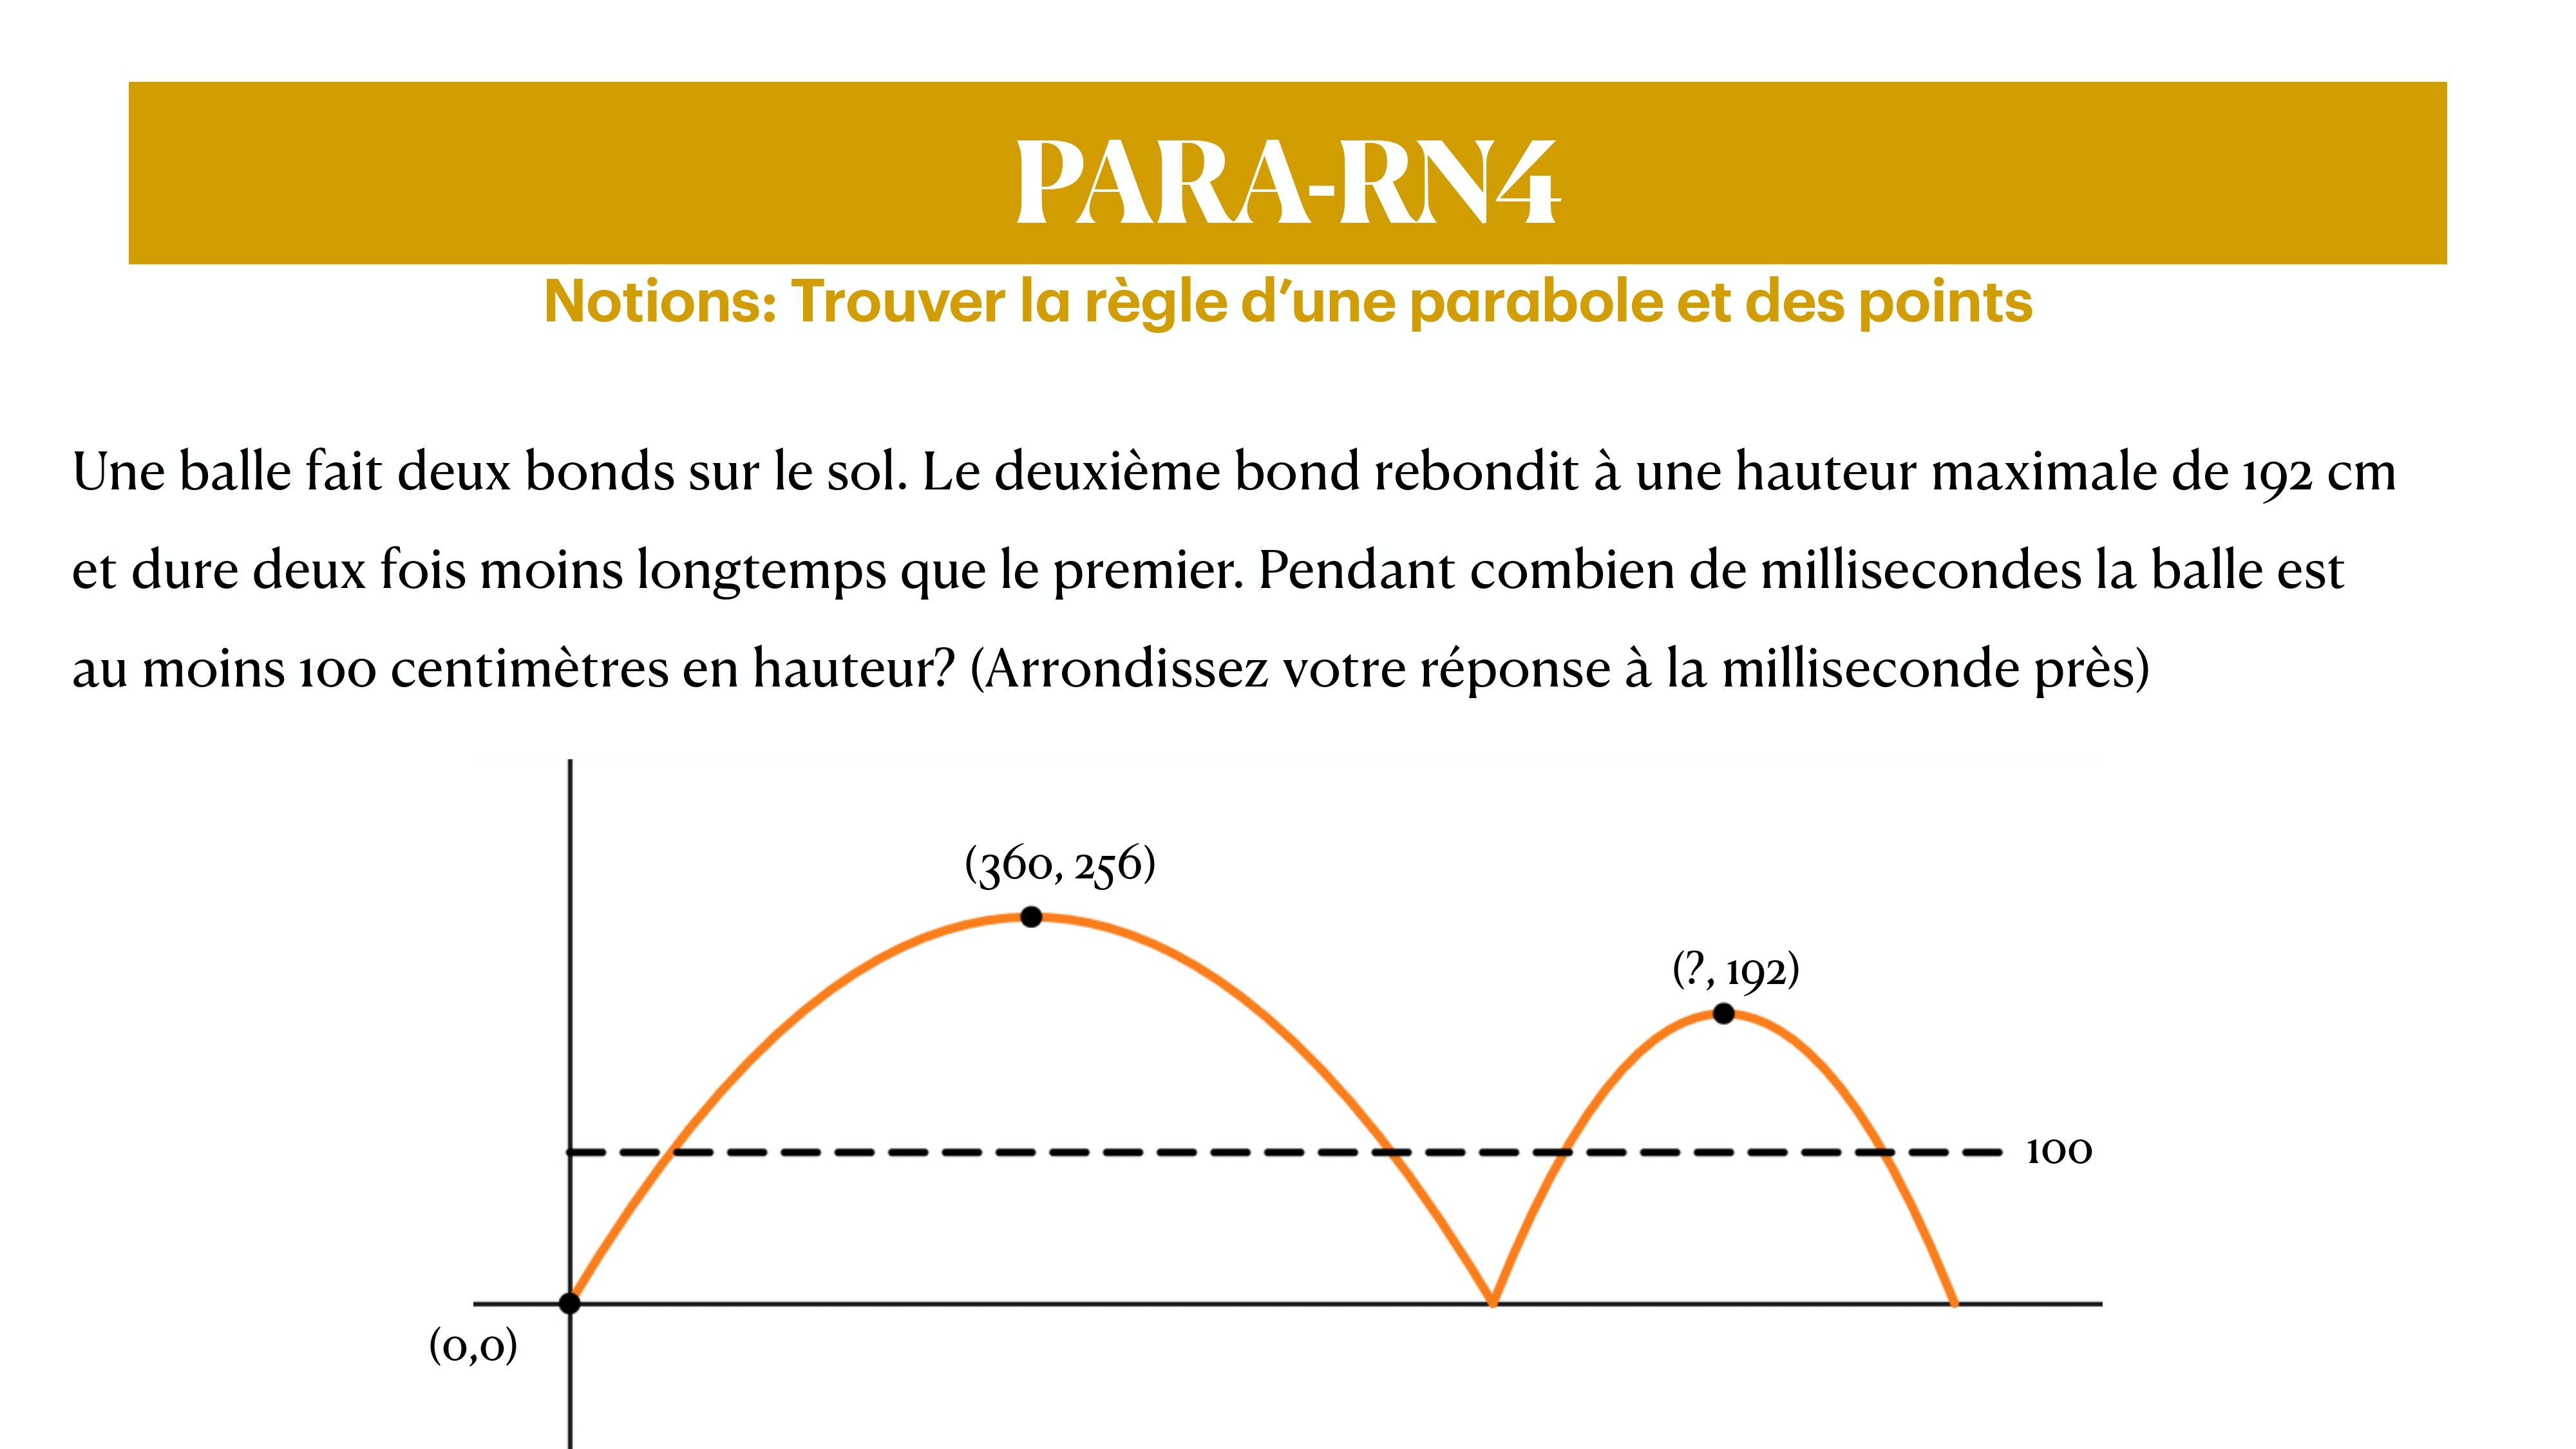 PARA-RN4
Notions: Trouver la règle d’une parabole et des points
Une balle fait deux bonds sur le sol. Le deuxième bond rebondit à une hauteur maximale de 192 cm
et dure deux fois moins longtemps que le premier. Pendant combien de millisecondes la balle est
au moins 100 centimètres en hauteur? (Arrondissez votre réponse à la milliseconde près)
(360, 256)
(?, 192)
100
(0,0)